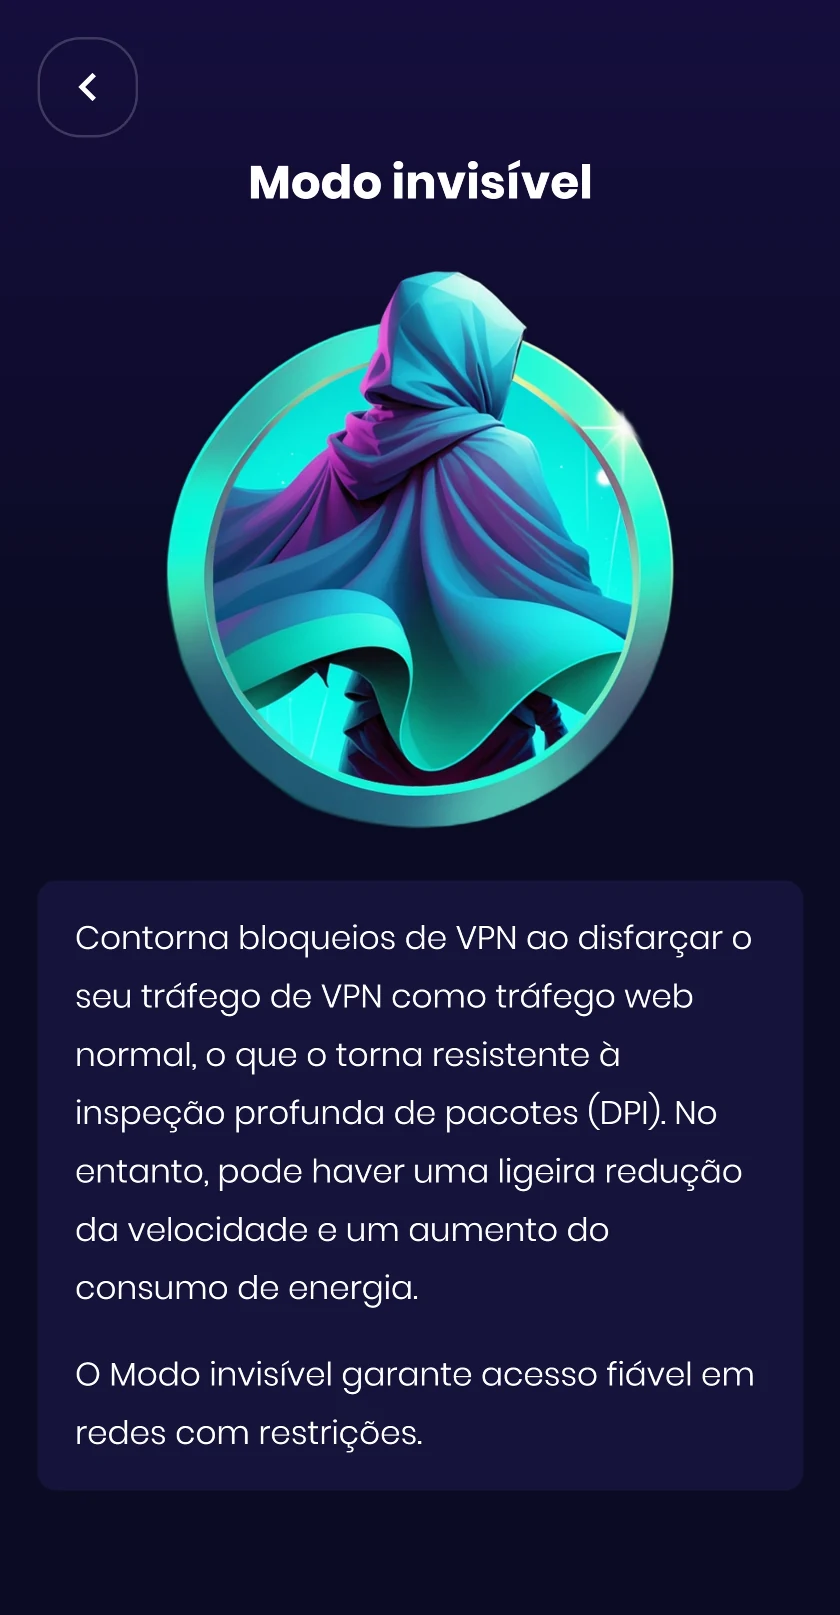 Modo invisível
Contorna bloqueios de VPN ao disfarçar o
seu tráfego de VPN como tráfego web
normal, o que o torna resistente à
inspeção profunda de pacotes (DPI). No
entanto, pode haver uma ligeira redução
da velocidade e um aumento do
consumo de energia.
O Modo invisível garante acesso fiável em
redes com restrições.